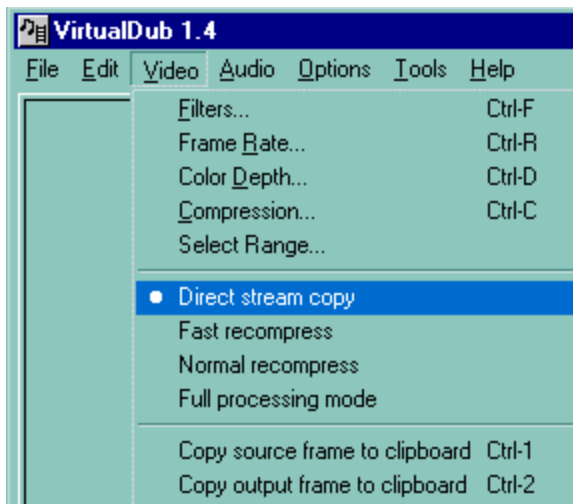 VirtualDub 1.4
File Edit Video Audio Options Tools Help
Filters... Ctrl-F
Frame Rate... Ctrl-R
Color Depth... Ctrl-D
Compression... Ctrl-C
Select Range...
Direct stream copy
Fast recompress
Normal recompress
Full processing mode
Copy source frame to clipboard Ctrl-1
Copy output frame to clipboard Ctrl-2